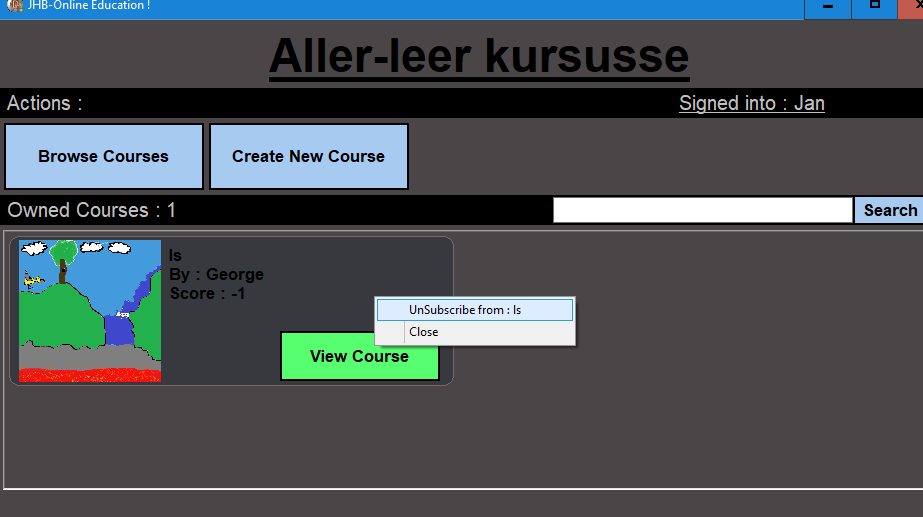 JHB-Online Education !
Aller-leer kursusse
Actions :
Signed into : Jan
Browse Courses
Create New Course
Owned Courses : 1
Search
Is
By : George
Score : -1
UnSubscribe from : Is
Close
View Course